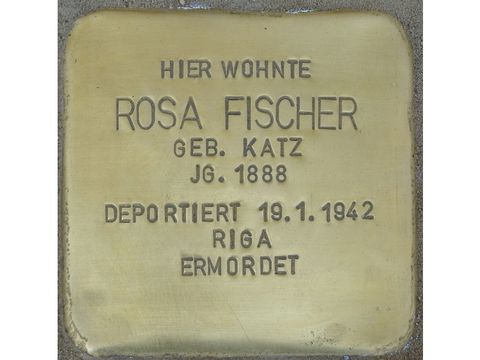 HIER WOHNTE
ROSA FISCHER
GEB. KATZ
JG. 1888
DEPORTIERT 19.1.1942
RIGA
ERMORDET